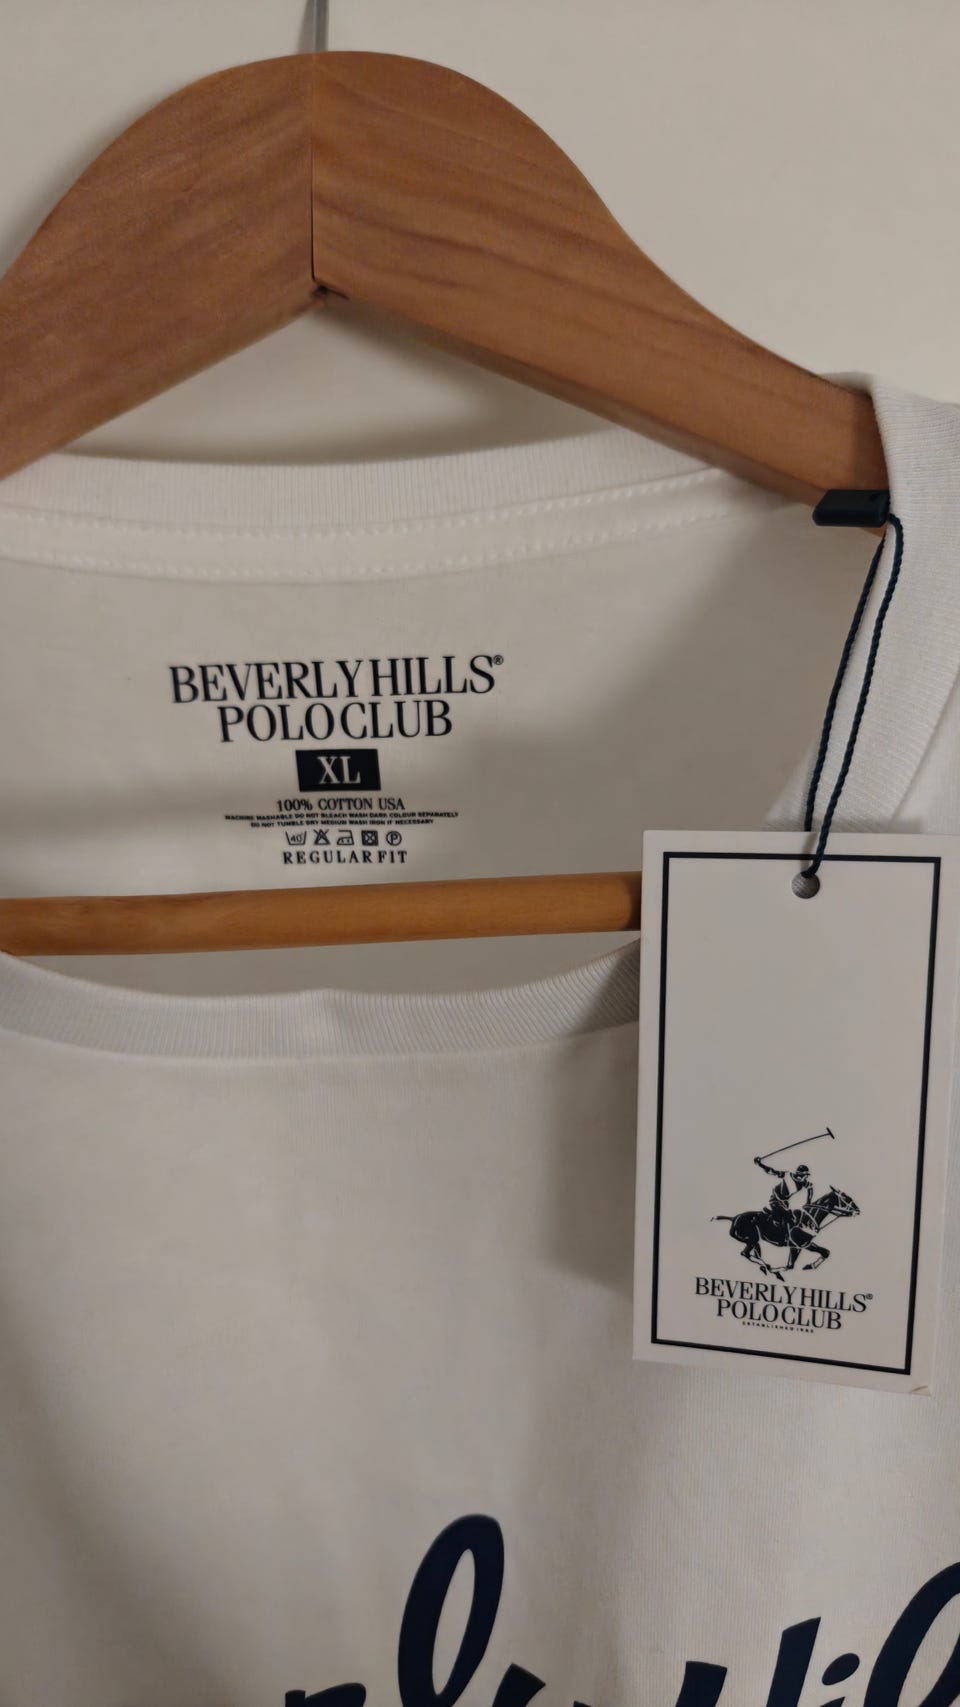 BEVERLY HILLS®
POLO CLUB
XL
100% COTTON USA
MACHINE WASHABLE DO NOT BLEACH WASH DARK COLOUR SEPARATELY
DO NOT TUMBLE DRY MEDIUM WASH IRON IF NECESSARY
40 P
REGULAR FIT
BEVERLY HILLS®
POLO CLUB